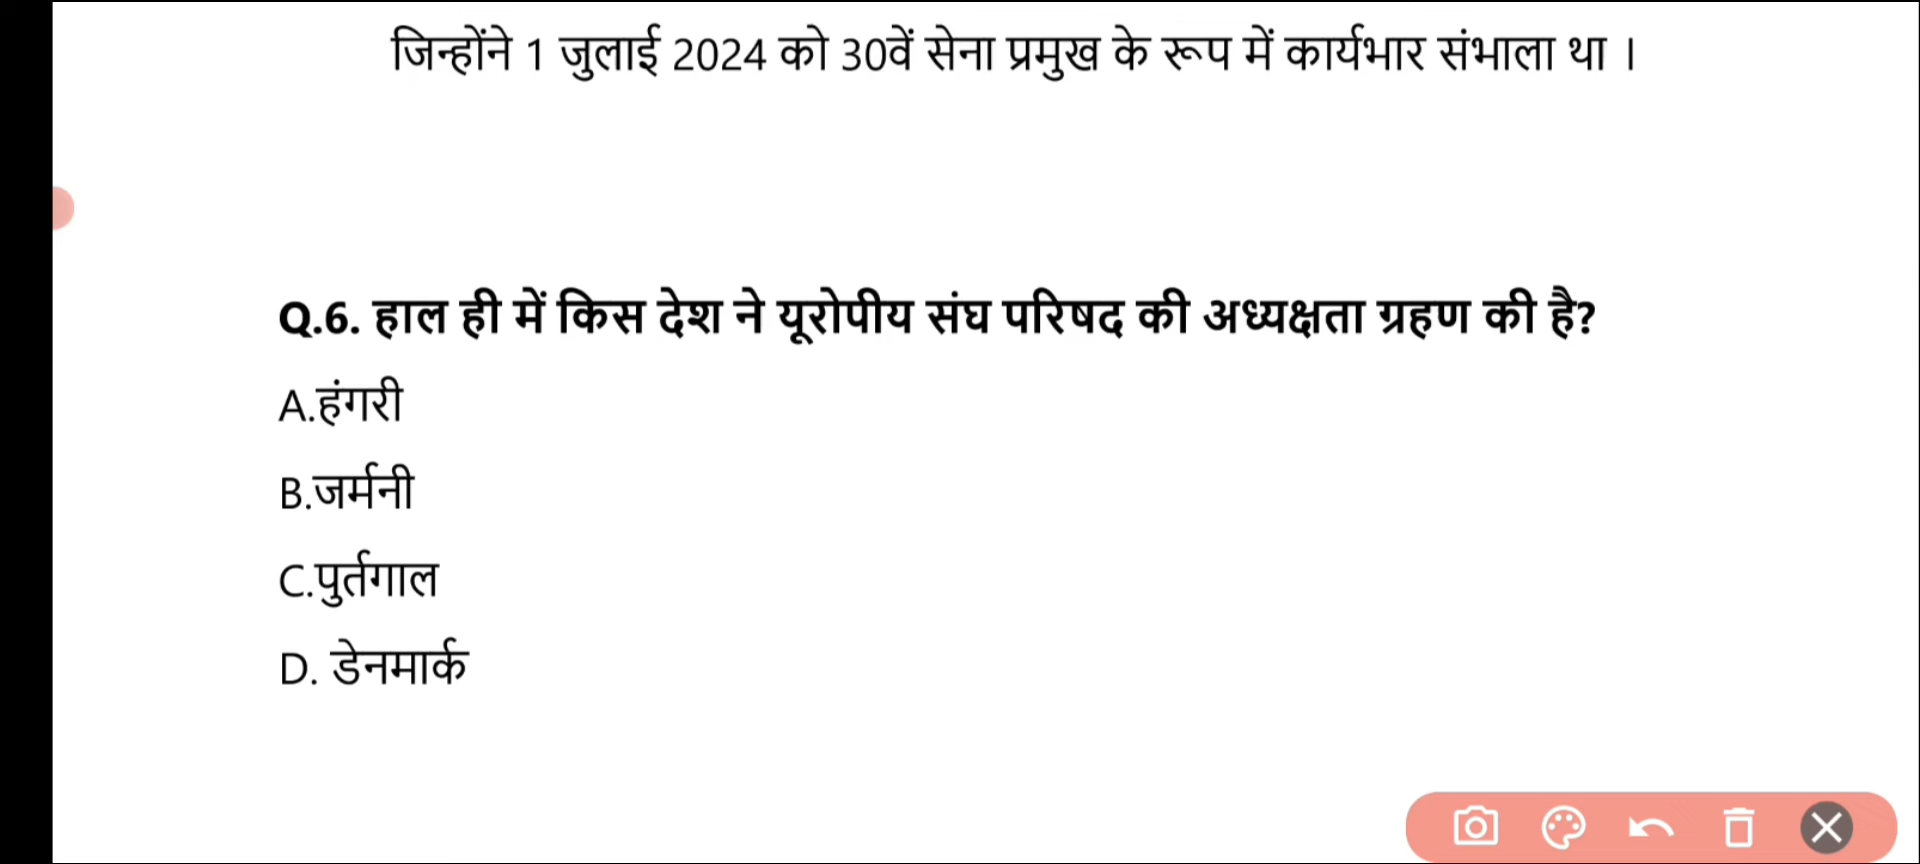 जिन्होंने 1 जुलाई 2024 को 30वें सेना प्रमुख के रूप में कार्यभार संभाला था ।
Q.6. हाल ही में किस देश ने यूरोपीय संघ परिषद की अध्यक्षता ग्रहण की है?
A.हंगरी
B.जर्मनी
C.पुर्तगाल
D. डेनमार्क